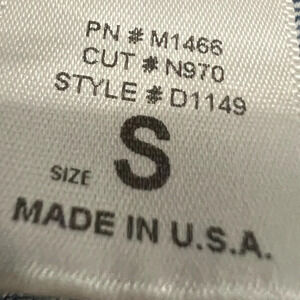 PN # M1466
CUT # N970
STYLE # D1149
SIZE S
MADE IN U.S.A.